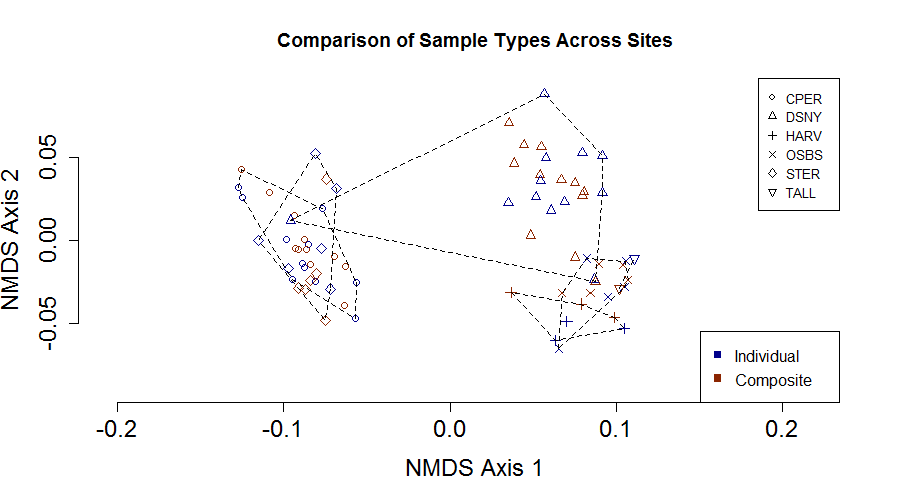 Comparison of Sample Types Across Sites
CPER
DSNY
HARV
OSBS
STER
TALL
NMDS Axis 2
0.05
0.00
-0.05
Individual
Composite
-0.2
-0.1
0.0
0.1
0.2
NMDS Axis 1